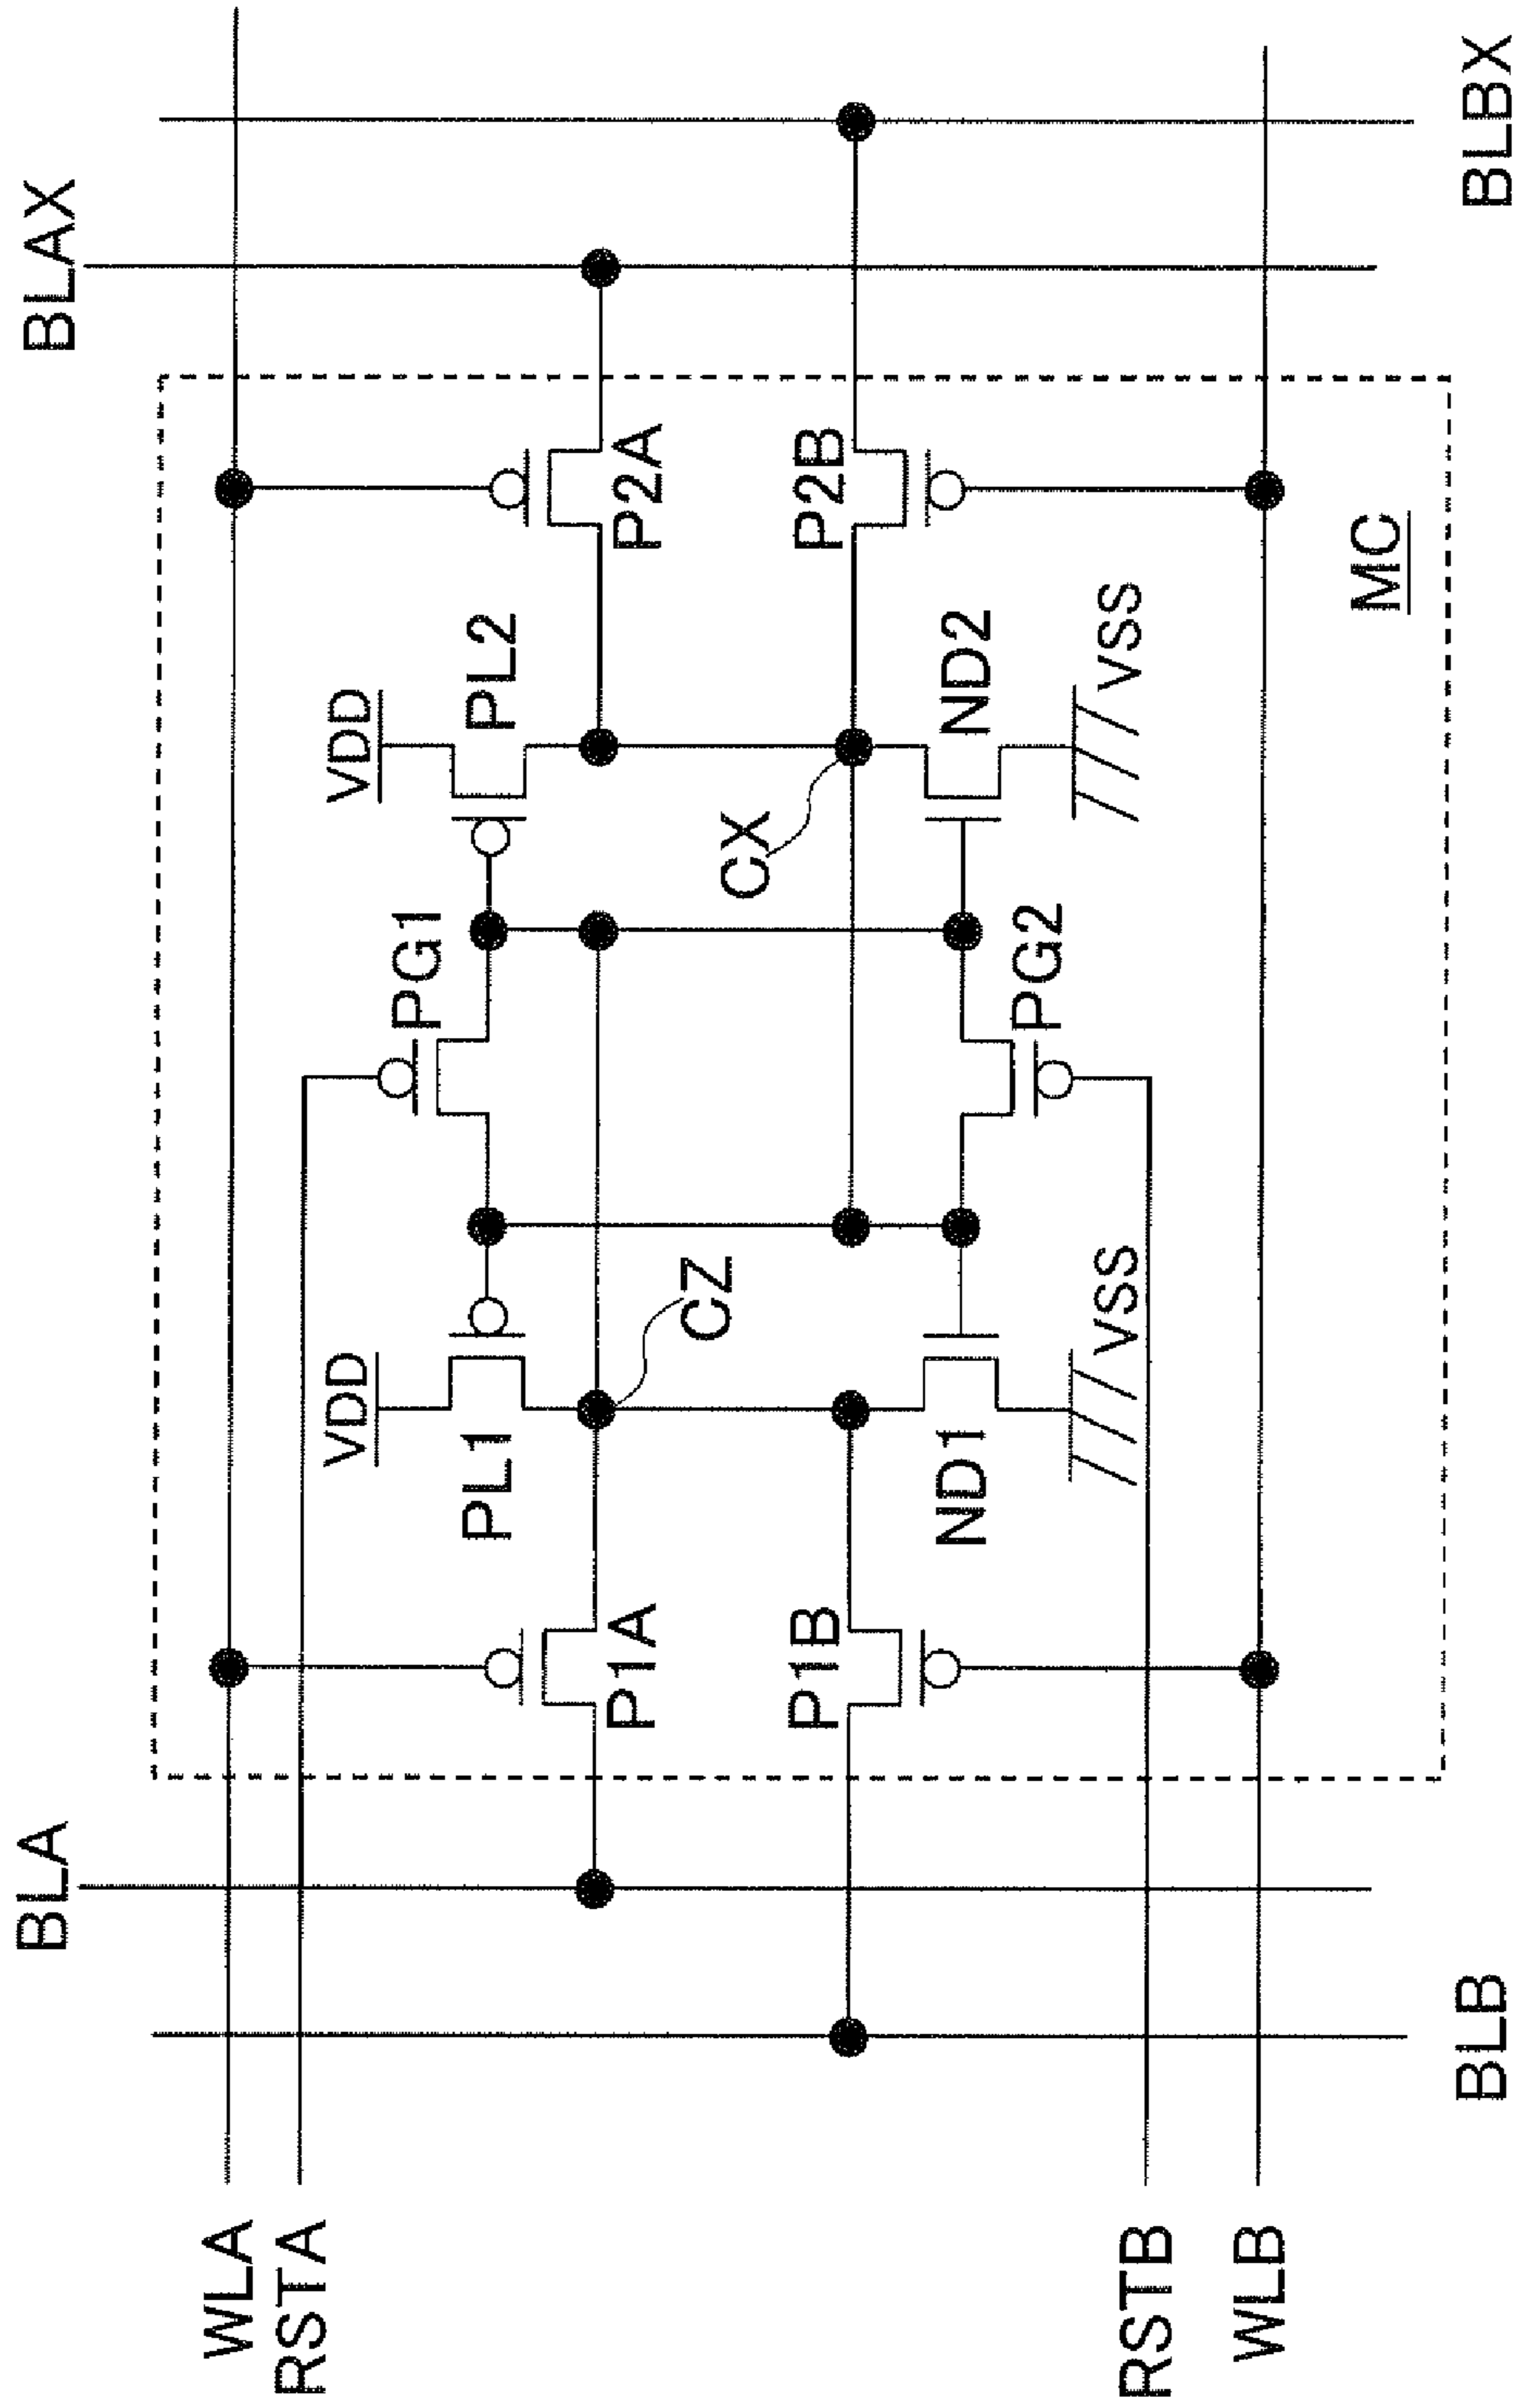 BLA
BLAX
WLA
RSTA
VDD
PG1
VDD
PL1
PL2
P1A
P2A
CZ
CX
P1B
P2B
ND1
PG2
ND2
VSS
VSS
RSTB
WLB
MC
BLB
BLBX